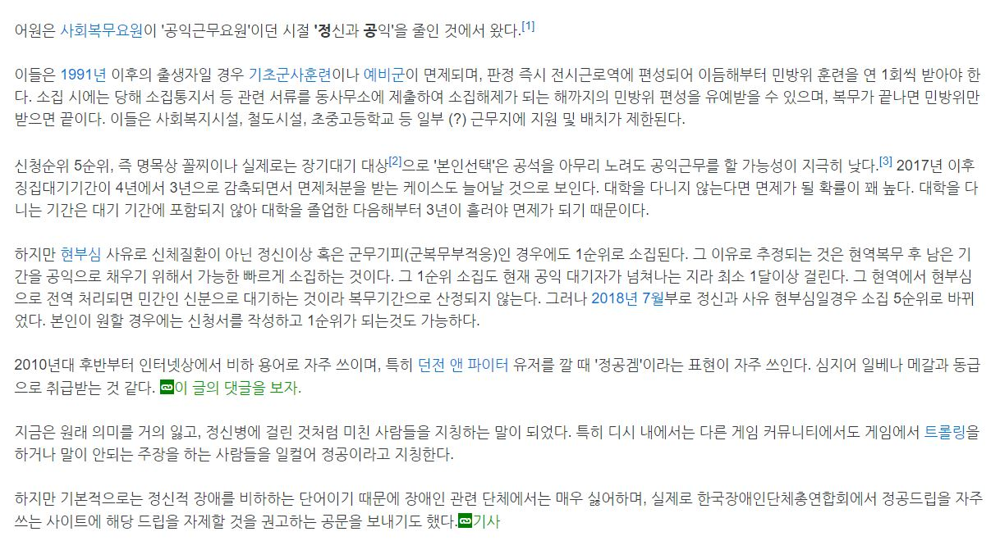 어원은 사회복무요원이 '공익근무요원'이던 시절 '정신과 공익'을 줄인 것에서 왔다.[1]
이들은 1991년 이후의 출생자일 경우 기초군사훈련이나 예비군이 면제되며, 판정 즉시 전시근로역에 편성되어 이듬해부터 민방위 훈련을 연 1회씩 받아야 한
다. 소집 시에는 당해 소집통지서 등 관련 서류를 동사무소에 제출하여 소집해제가 되는 해까지의 민방위 편성을 유예받을 수 있으며, 복무가 끝나면 민방위만
받으면 끝이다. 이들은 사회복지시설, 철도시설, 초중고등학교 등 일부 (?) 근무지에 지원 및 배치가 제한된다.
신청순위 5순위, 즉 명목상 꼴찌이나 실제로는 장기대기 대상[2]으로 '본인선택'은 공석을 아무리 노려도 공익근무를 할 가능성이 지극히 낮다.[3] 2017년 이후
징집대기기간이 4년에서 3년으로 감축되면서 면제처분을 받는 케이스도 늘어날 것으로 보인다. 대학을 다니지 않는다면 면제가 될 확률이 꽤 높다. 대학을 다
니는 기간은 대기 기간에 포함되지 않아 대학을 졸업한 다음해부터 3년이 흘러야 면제가 되기 때문이다.
하지만 현부심 사유로 신체질환이 아닌 정신이상 혹은 군무기피(군복무부적응)인 경우에도 1순위로 소집된다. 그 이유로 추정되는 것은 현역복무 후 남은 기
간을 공익으로 채우기 위해서 가능한 빠르게 소집하는 것이다. 그 1순위 소집도 현재 공익 대기자가 넘쳐나는 지라 최소 1달이상 걸린다. 그 현역에서 현부심
으로 전역 처리되면 민간인 신분으로 대기하는 것이라 복무기간으로 산정되지 않는다. 그러나 2018년 7월부로 정신과 사유 현부심일경우 소집 5순위로 바뀌
었다. 본인이 원할 경우에는 신청서를 작성하고 1순위가 되는것도 가능하다.
2010년대 후반부터 인터넷상에서 비하 용어로 자주 쓰이며, 특히 던전 앤 파이터 유저를 깔 때 '정공겜'이라는 표현이 자주 쓰인다. 심지어 일베나 메갈과 동급
으로 취급받는 것 같다. 이 글의 댓글을 보자.
지금은 원래 의미를 거의 잃고, 정신병에 걸린 것처럼 미친 사람들을 지칭하는 말이 되었다. 특히 디시 내에서는 다른 게임 커뮤니티에서도 게임에서 트롤링을
하거나 말이 안되는 주장을 하는 사람들을 일컬어 정공이라고 지칭한다.
하지만 기본적으로는 정신적 장애를 비하하는 단어이기 때문에 장애인 관련 단체에서는 매우 싫어하며, 실제로 한국장애인단체총연합회에서 정공드립을 자주
쓰는 사이트에 해당 드립을 자제할 것을 권고하는 공문을 보내기도 했다.기사